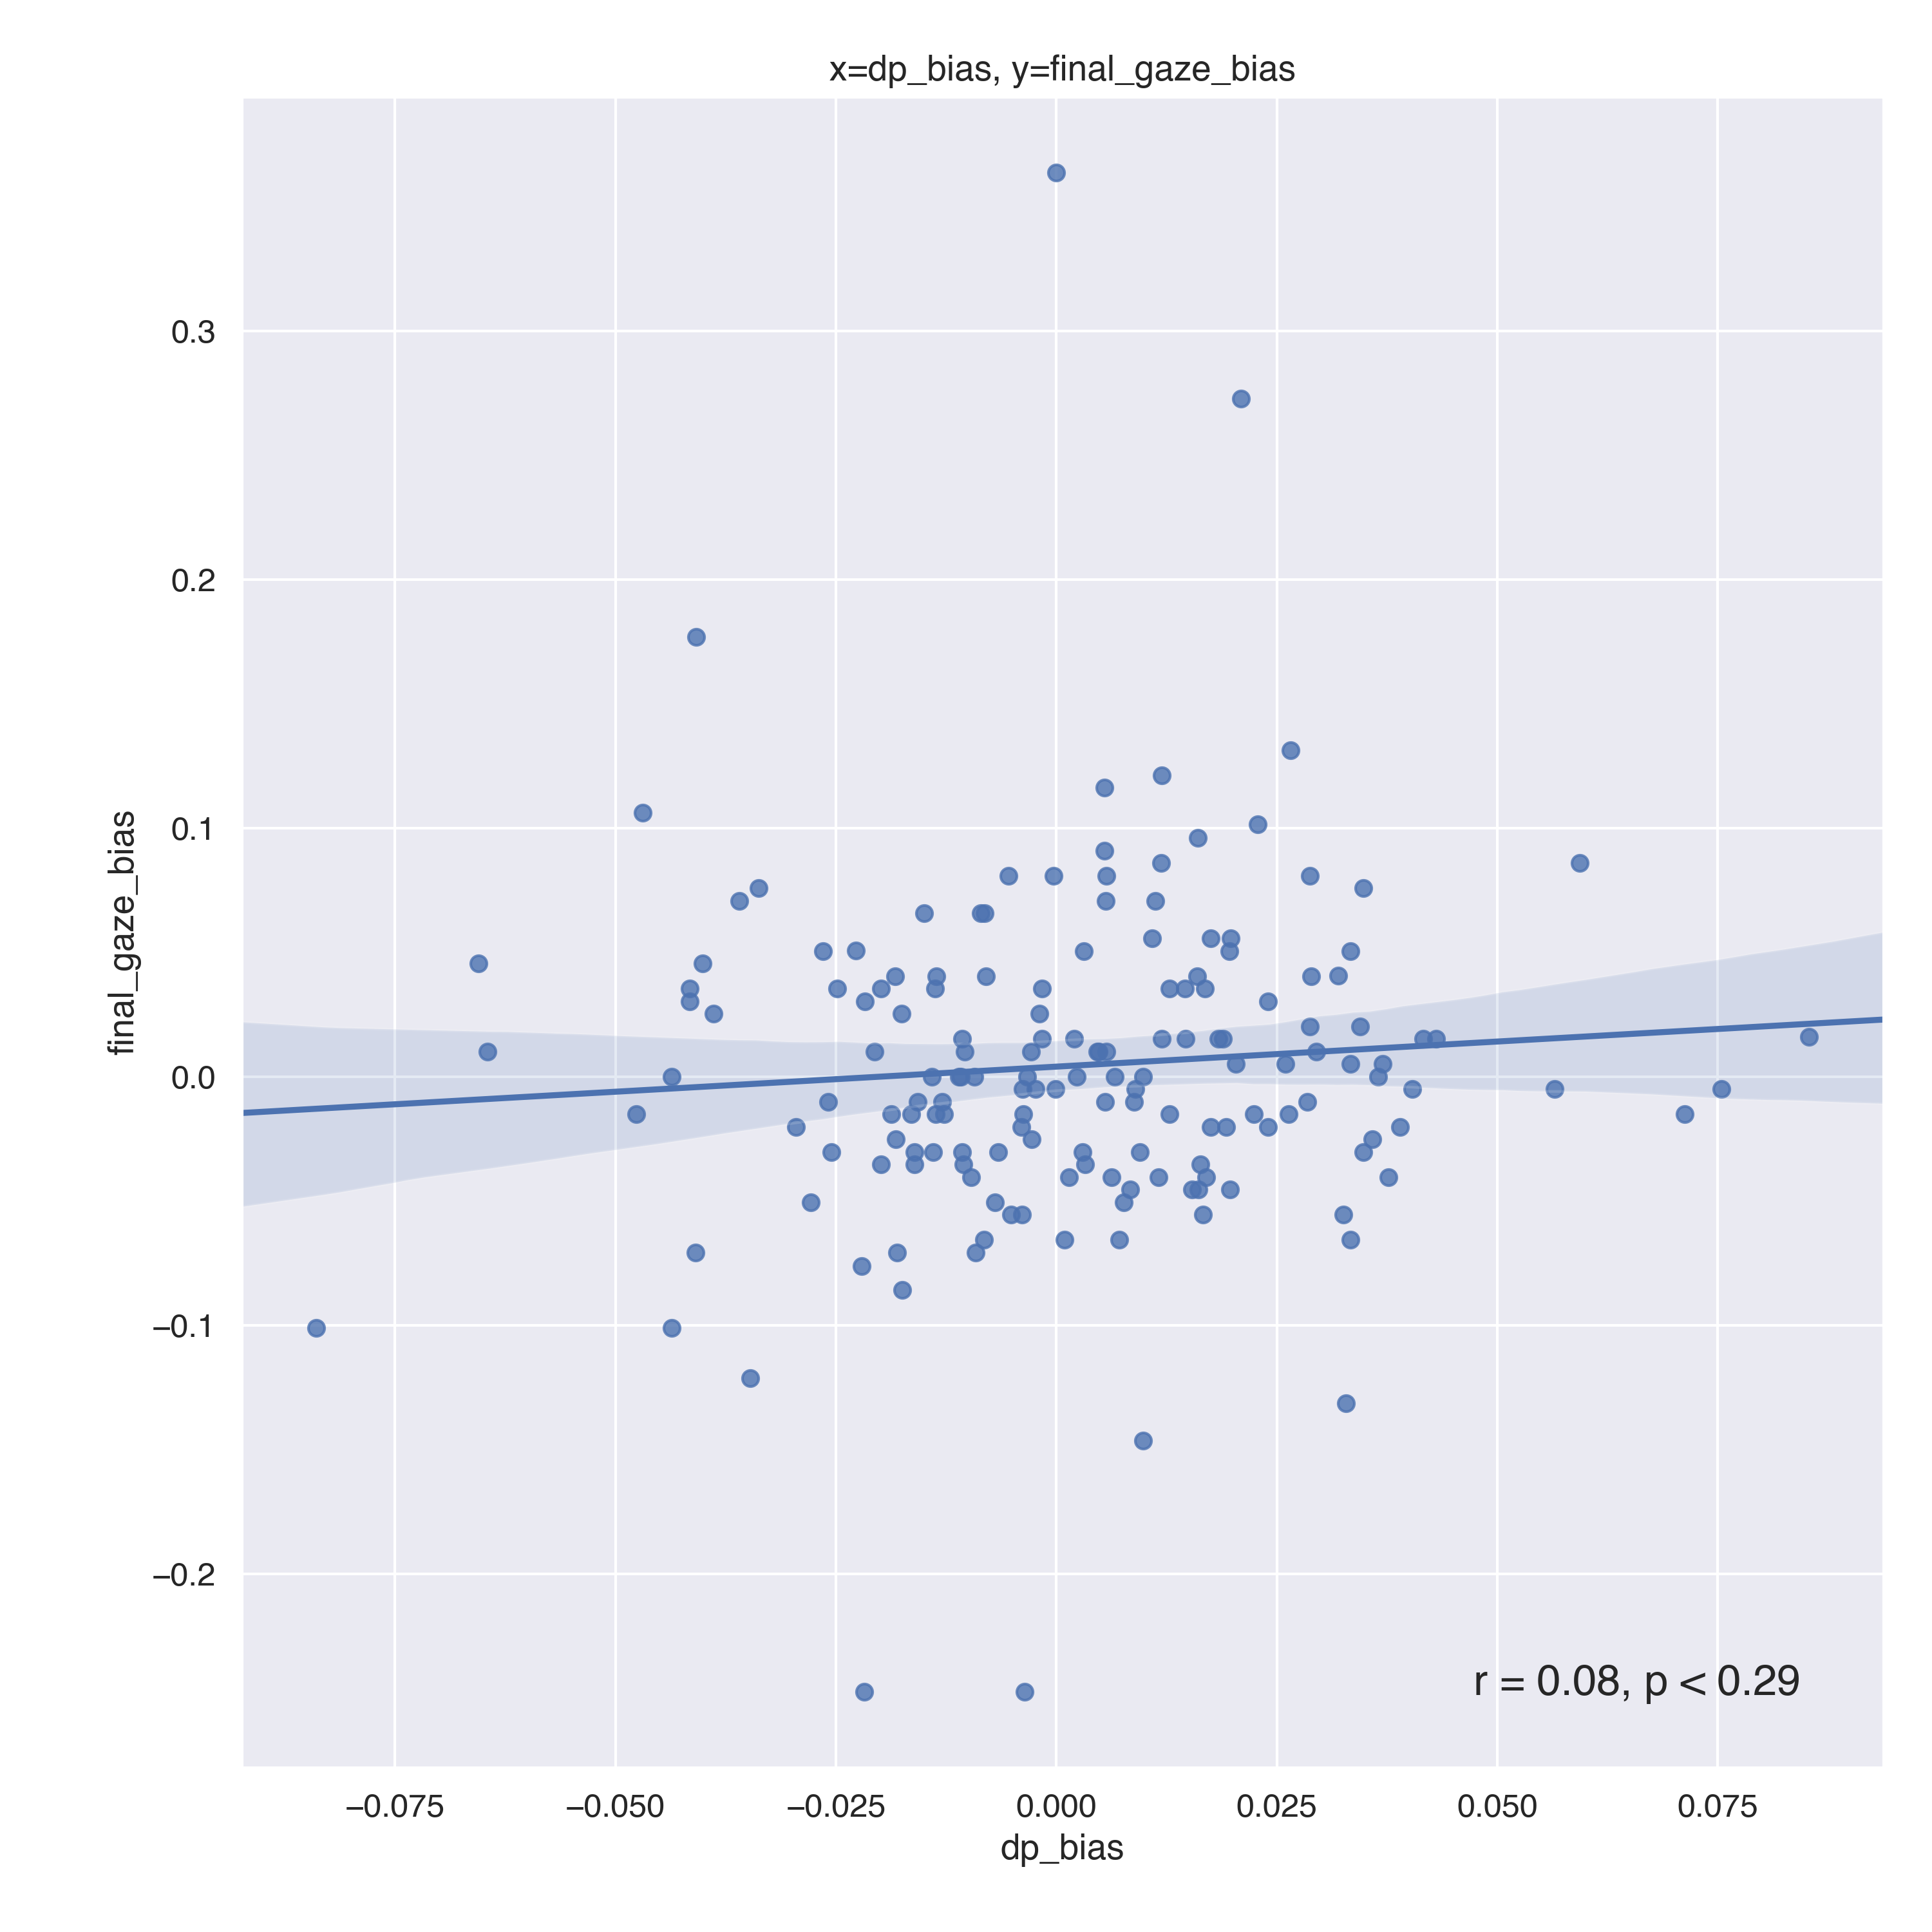 x=dp_bias, y=final_gaze_bias
final_gaze_bias
0.3
0.2
0.1
0.0
−0.1
−0.2
r = 0.08, p < 0.29
−0.075 −0.050 −0.025 0.000 0.025 0.050 0.075
dp_bias